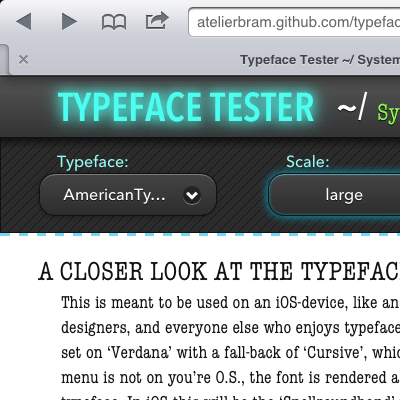 atelierbram.github.com/typefac
Typeface Tester ~/ System
TYPEFACE TESTER ~/ Sy
Typeface: Scale:
AmericanTy... large
A CLOSER LOOK AT THE TYPEFAC
This is meant to be used on an iOS-device, like an
designers, and everyone else who enjoys typeface
set on ‘Verdana’ with a fall-back of ‘Cursive’, whic
menu is not on you’re O.S., the font is rendered a